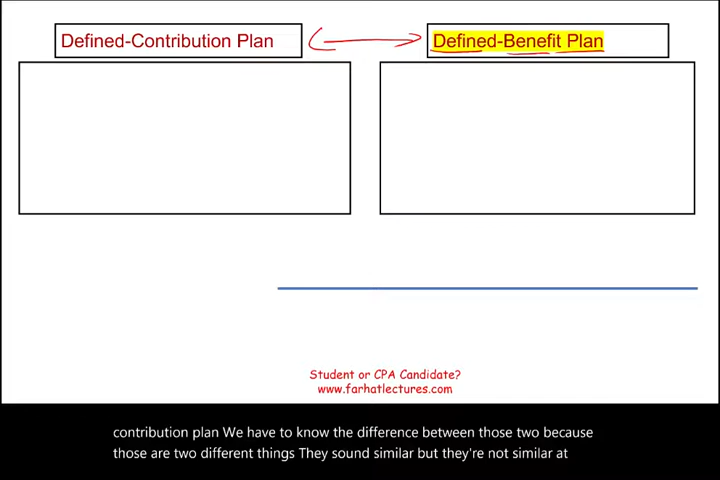 Defined-Contribution Plan
Defined-Benefit Plan
Student or CPA Candidate?
www.farhatlectures.com
contribution plan We have to know the difference between those two because
those are two different things They sound similar but they're not similar at